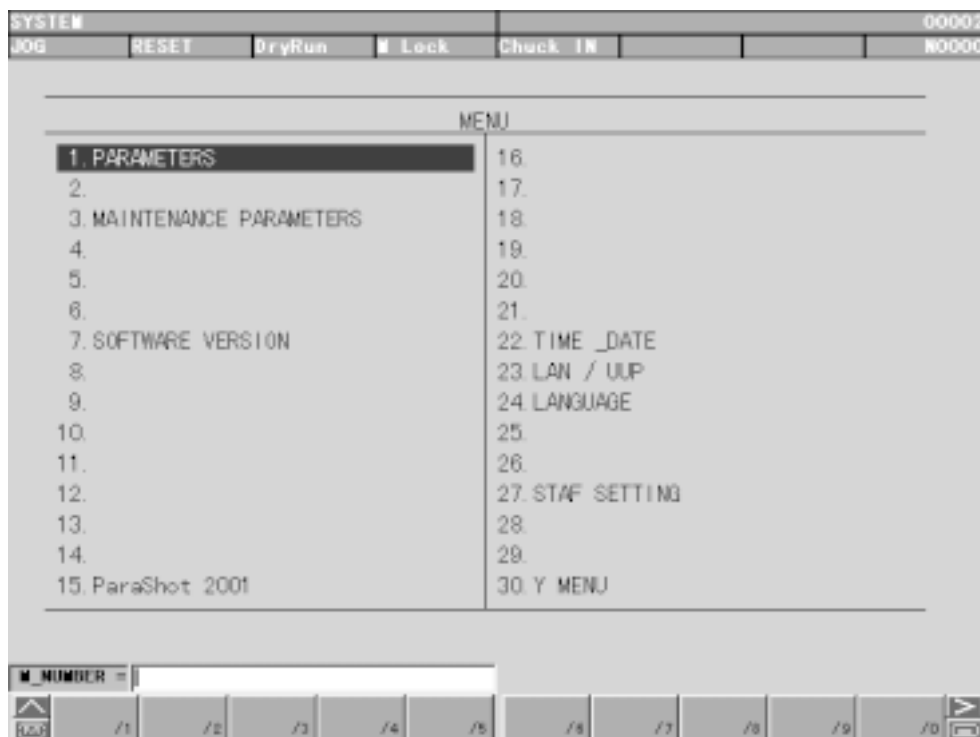 SYSTEM 00002
JOG RESET DryRun M Lock Chuck IN N0000
MENU
1. PARAMETERS
2.
3. MAINTENANCE PARAMETERS
4.
5.
6.
7. SOFTWARE VERSION
8.
9.
10.
11.
12.
13.
14.
15. ParaShot 2001
16.
17.
18.
19.
20.
21.
22. TIME _DATE
23. LAN / UUP
24. LANGUAGE
25.
26.
27. STAF SETTING
28.
29.
30. Y MENU
M_NUMBER =
/1 /2 /3 /4 /5 /6 /7 /8 /9 /0